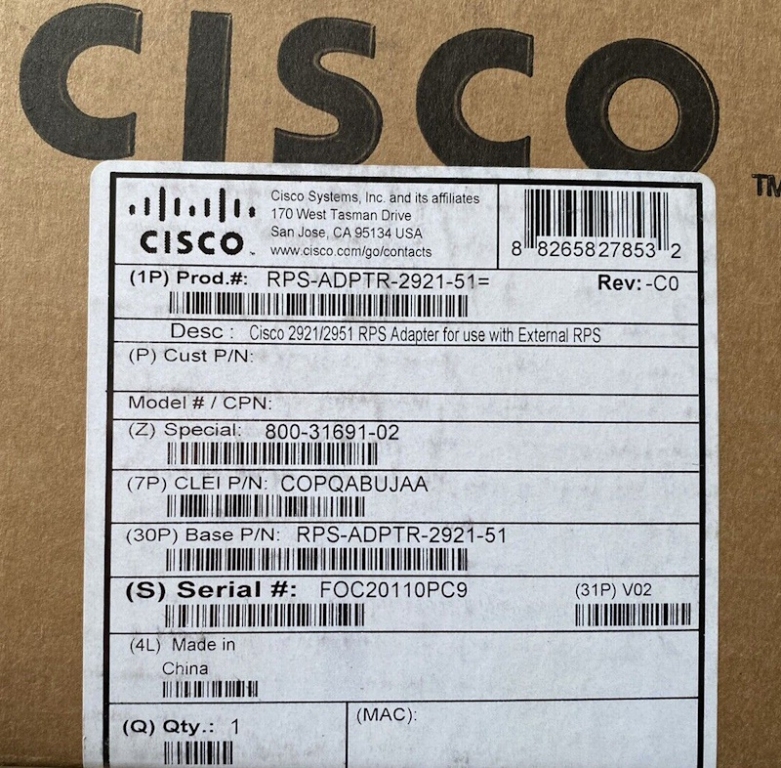 CISCO
TM
CISCO
Cisco Systems, Inc. and its affiliates
170 West Tasman Drive
San Jose, CA 95134 USA
www.cisco.com/go/contacts
8 8265827853 2
(1P) Prod.#: RPS-ADPTR-2921-51= Rev:-C0
Desc : Cisco 2921/2951 RPS Adapter for use with External RPS
(P) Cust P/N:
Model # / CPN:
(Z) Special: 800-31691-02
(7P) CLEI P/N: COPQABUJAA
(30P) Base P/N: RPS-ADPTR-2921-51
(S) Serial #: FOC20110PC9 (31P) V02
(4L) Made in
China
(Q) Qty.: 1 (MAC):